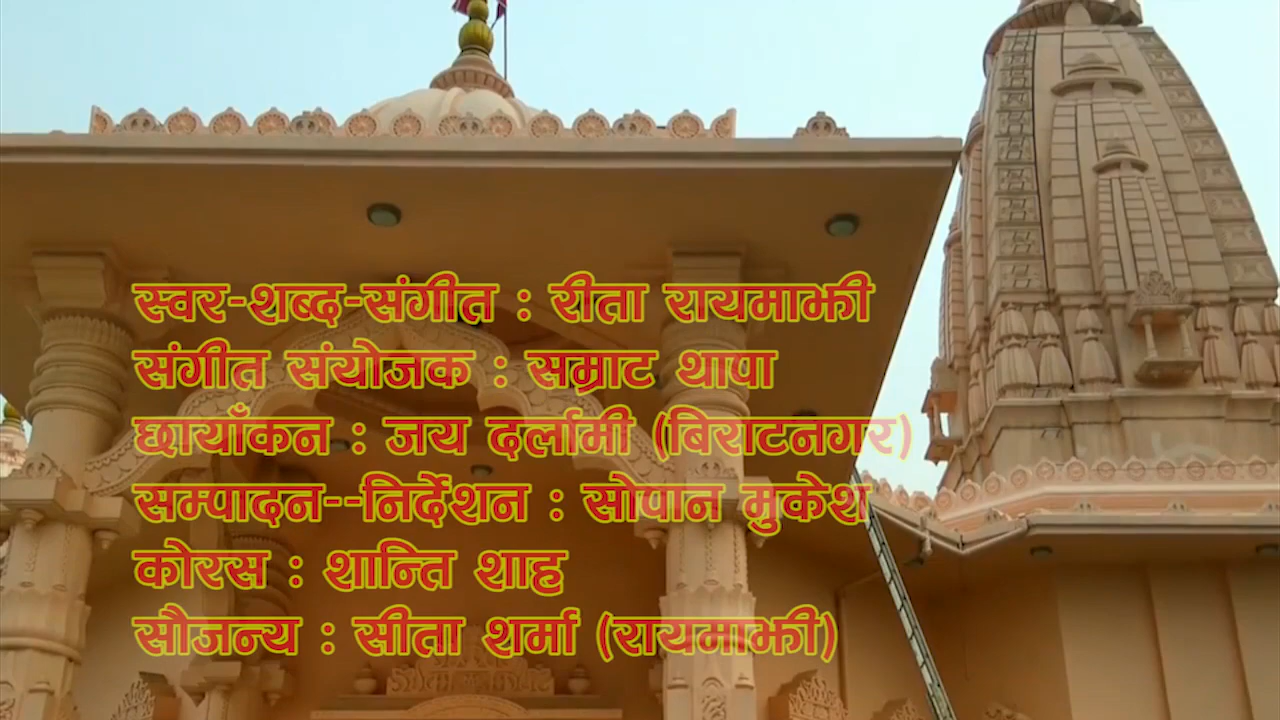 स्वर-शब्द-संगीत : रीता रायमाझी
संगीत संयोजक : सम्राट थापा
छायाँकन : जय दर्लामी (बिराटनगर)
सम्पादन--निर्देशन : सोपान मुकेश
कोरस : शान्ति शाह
सौजन्य : सीता शर्मा (रायमाझी)